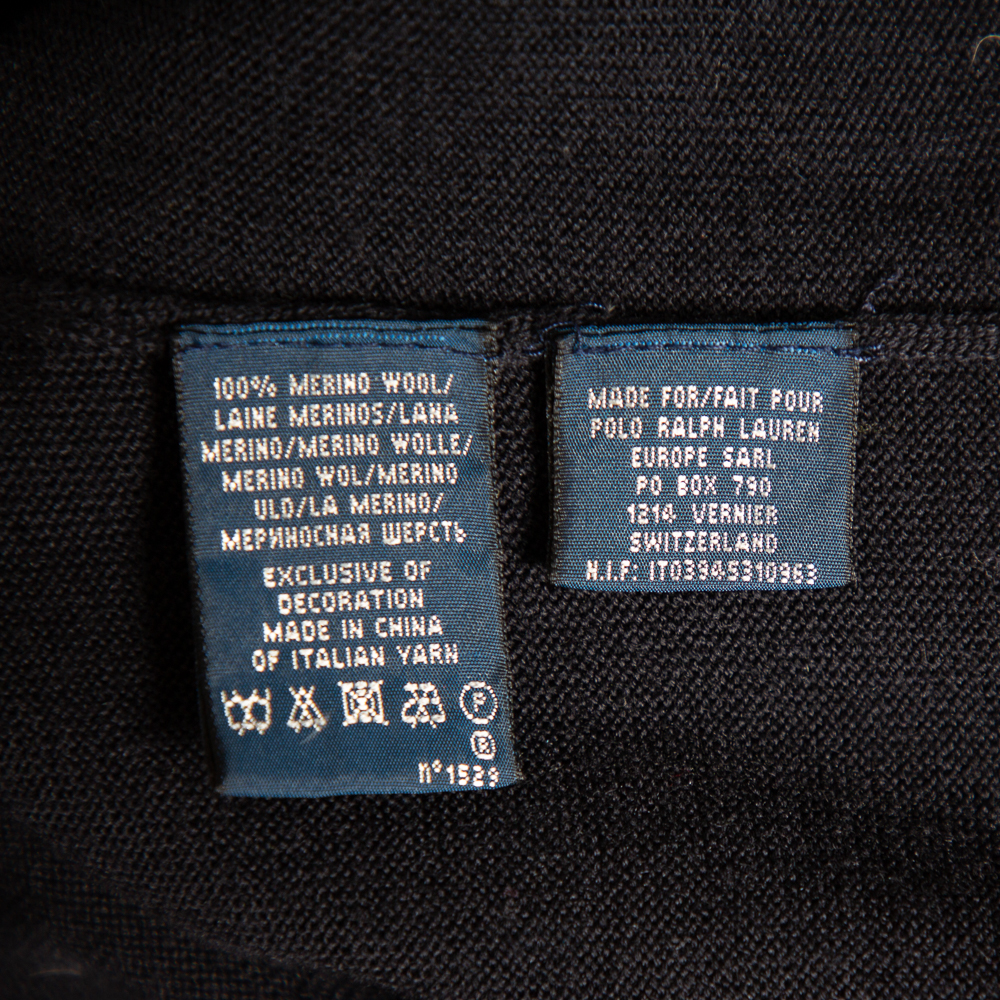 100% MERINO WOOL/
LAINE MERINOS/LANA
MERINO/MERINO WOLLE/
MERINO WOL/MERINO
ULD/LA MERINO/
МЕРИНОСНАЯ ШЕРСТЬ
EXCLUSIVE OF
DECORATION
MADE IN CHINA
OF ITALIAN YARN
P
R
n° 1529
MADE FOR/FAIT POUR
POLO RALPH LAUREN
EUROPE SARL
PO BOX 790
1214 VERNIER
SWITZERLAND
N.I.F: IT03945310963